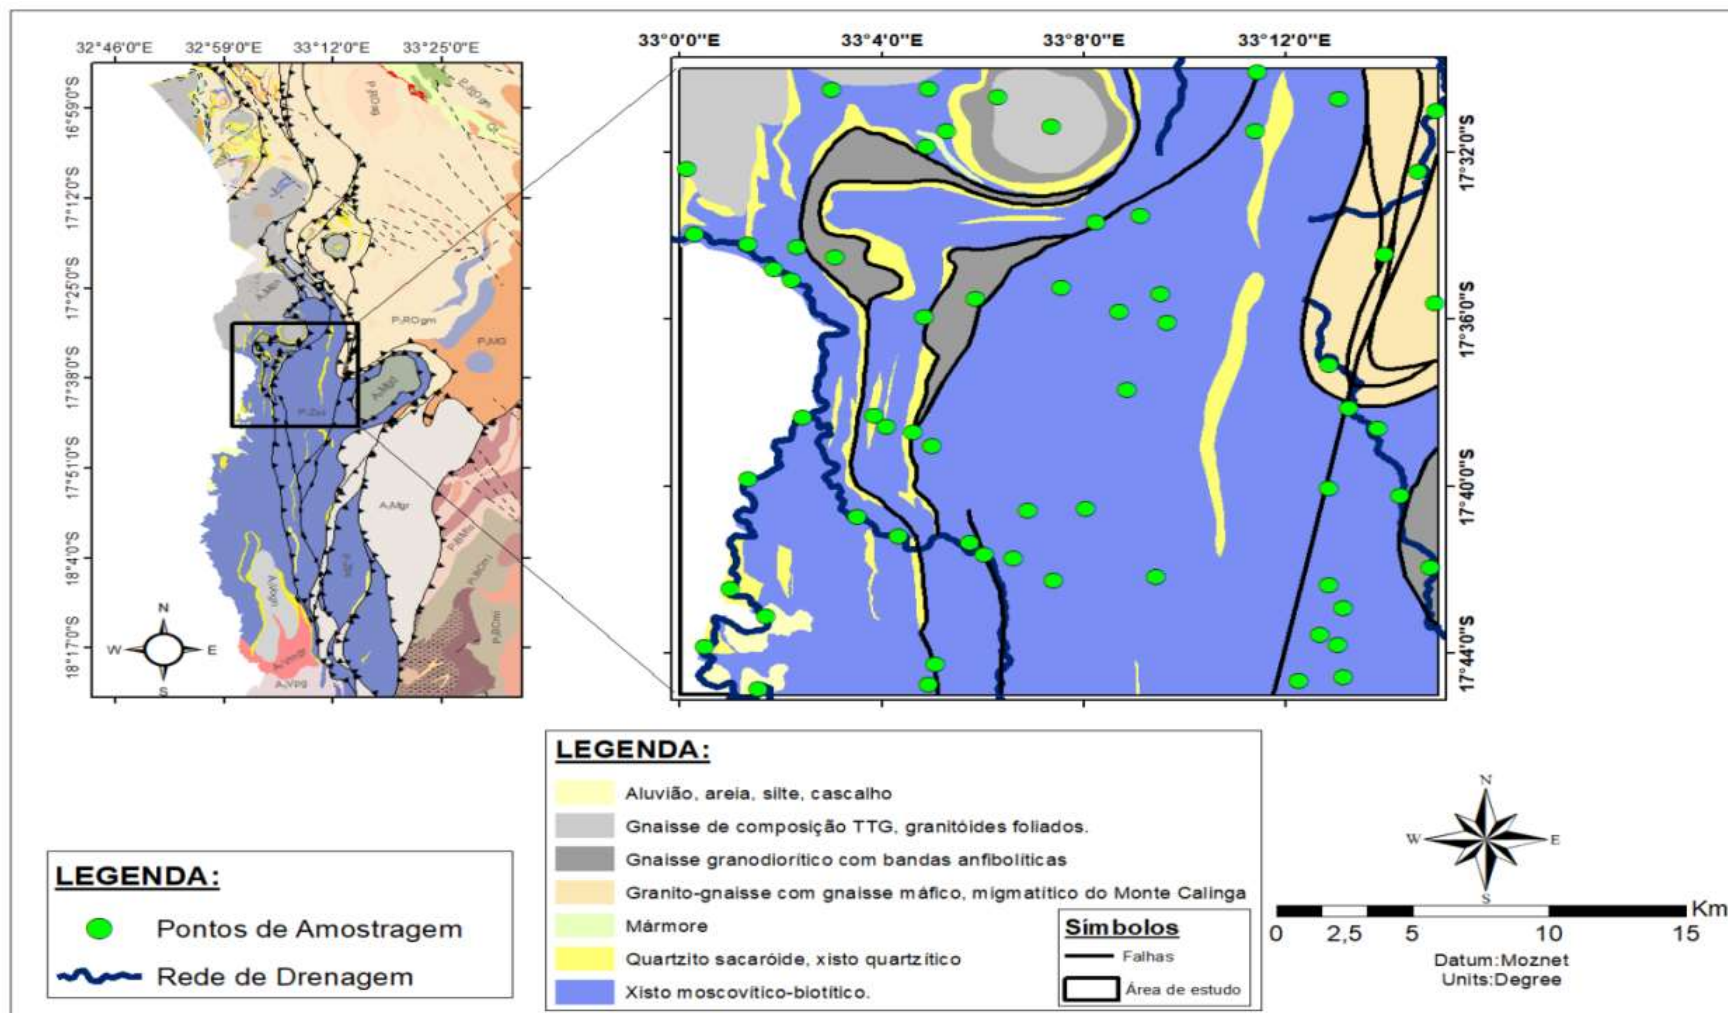 32°46'0"E 32°59'0"E 33°12'0"E 33°25'0"E
16°59'0"S
17°12'0"S
17°25'0"S
17°38'0"S
17°51'0"S
18°4'0"S
18°17'0"S
N
W E
S
33°0'0"E 33°4'0"E 33°8'0"E 33°12'0"E
17°32'0"S
17°36'0"S
17°40'0"S
17°44'0"S
LEGENDA:
Pontos de Amostragem
Rede de Drenagem
LEGENDA:
Aluvião, areia, silte, cascalho
Gnaisse de composição TTG, granitóides foliados.
Gnaisse granodiorítico com bandas anfibolíticas
Granito-gnaisse com gnaisse máfico, migmatítico do Monte Calinga
Mármore
Quartzito sacaróide, xisto quartzítico
Xisto moscovítico-biotítico.
Símbolos
Falhas
Área de estudo
N
W E
S
Km
0 2,5 5 10 15
Datum:Moznet
Units:Degree